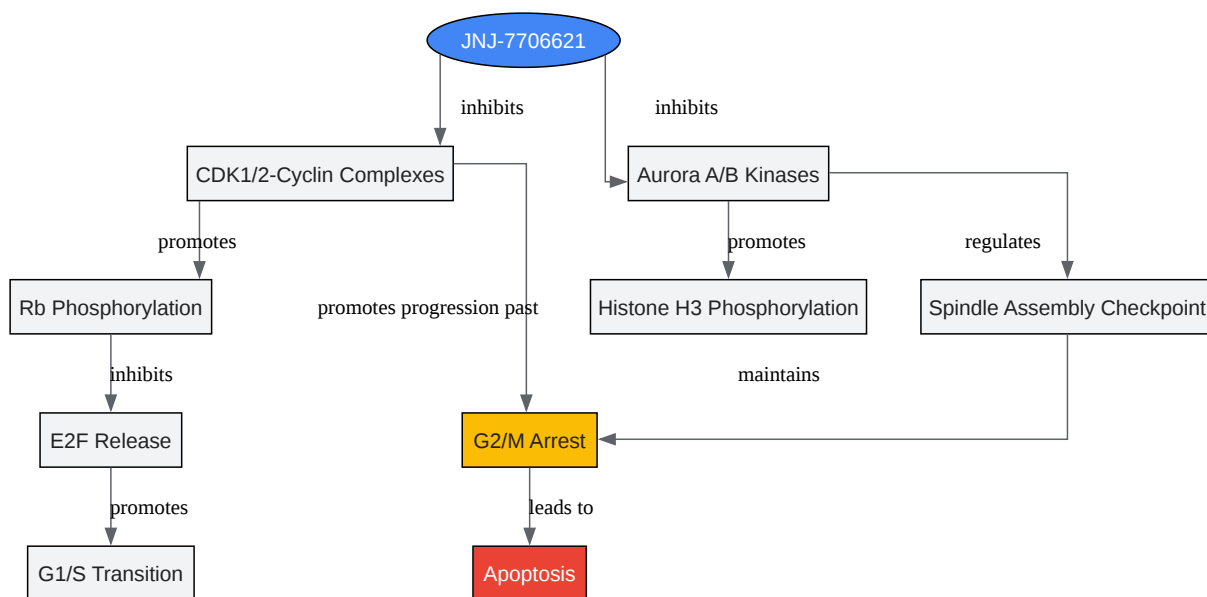 JNJ-7706621
inhibits
inhibits
CDK1/2-Cyclin Complexes
Aurora A/B Kinases
promotes
promotes
regulates
Rb Phosphorylation
promotes progression past
Histone H3 Phosphorylation
Spindle Assembly Checkpoint
inhibits
maintains
E2F Release
G2/M Arrest
promotes
leads to
G1/S Transition
Apoptosis